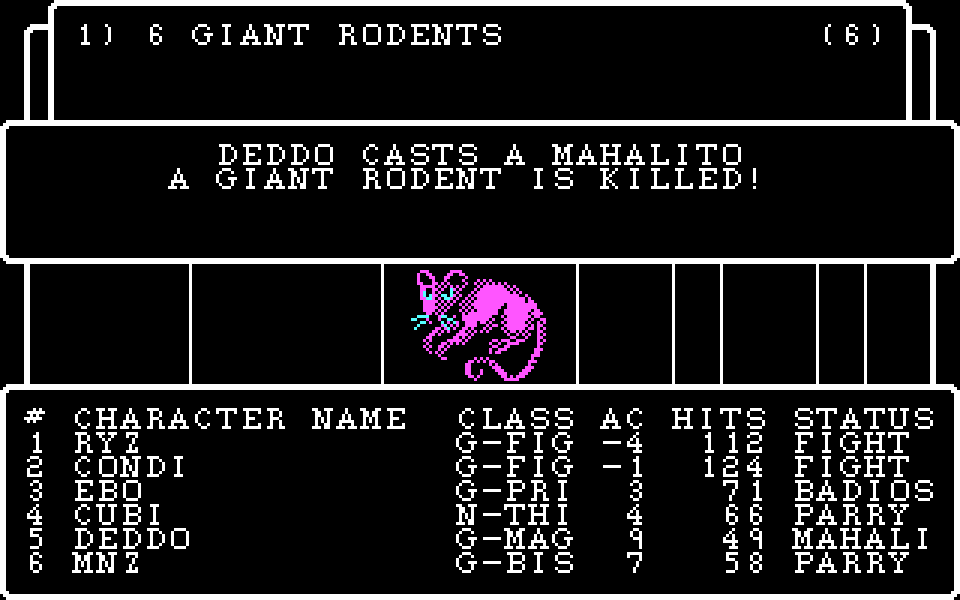 1) 6 GIANT RODENTS (6)
DEDDO CASTS A MAHALITO
A GIANT RODENT IS KILLED!
# CHARACTER NAME CLASS AC HITS STATUS
1 RYZ G-FIG -4 112 FIGHT
2 CONDI G-FIG -1 124 FIGHT
3 EBO G-PRI 3 71 BADIOS
4 CUBI N-THI 4 66 PARRY
5 DEDDO G-MAG 9 49 MAHALI
6 MNZ G-BIS 7 58 PARRY